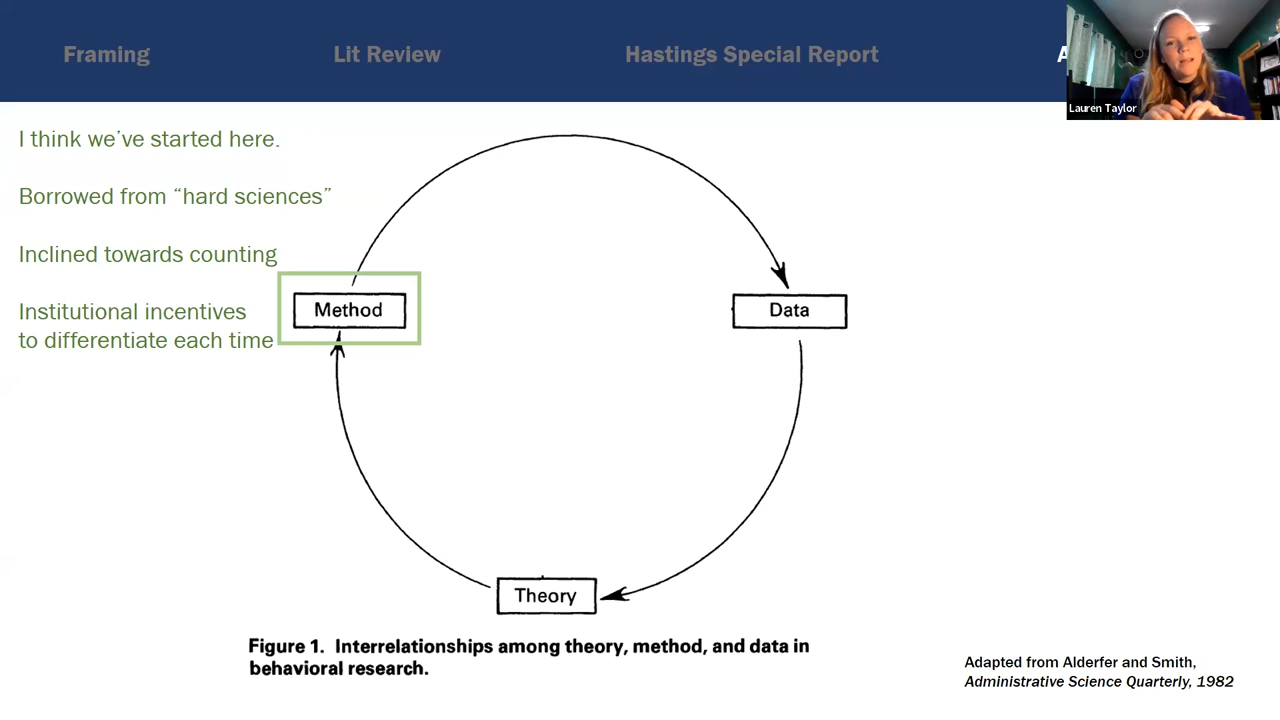 Framing
Lit Review
Hastings Special Report
A
Lauren Taylor
I think we’ve started here.
Borrowed from “hard sciences”
Inclined towards counting
Institutional incentives
to differentiate each time
Method
Data
Theory
Figure 1. Interrelationships among theory, method, and data in
behavioral research.
Adapted from Alderfer and Smith,
Administrative Science Quarterly, 1982